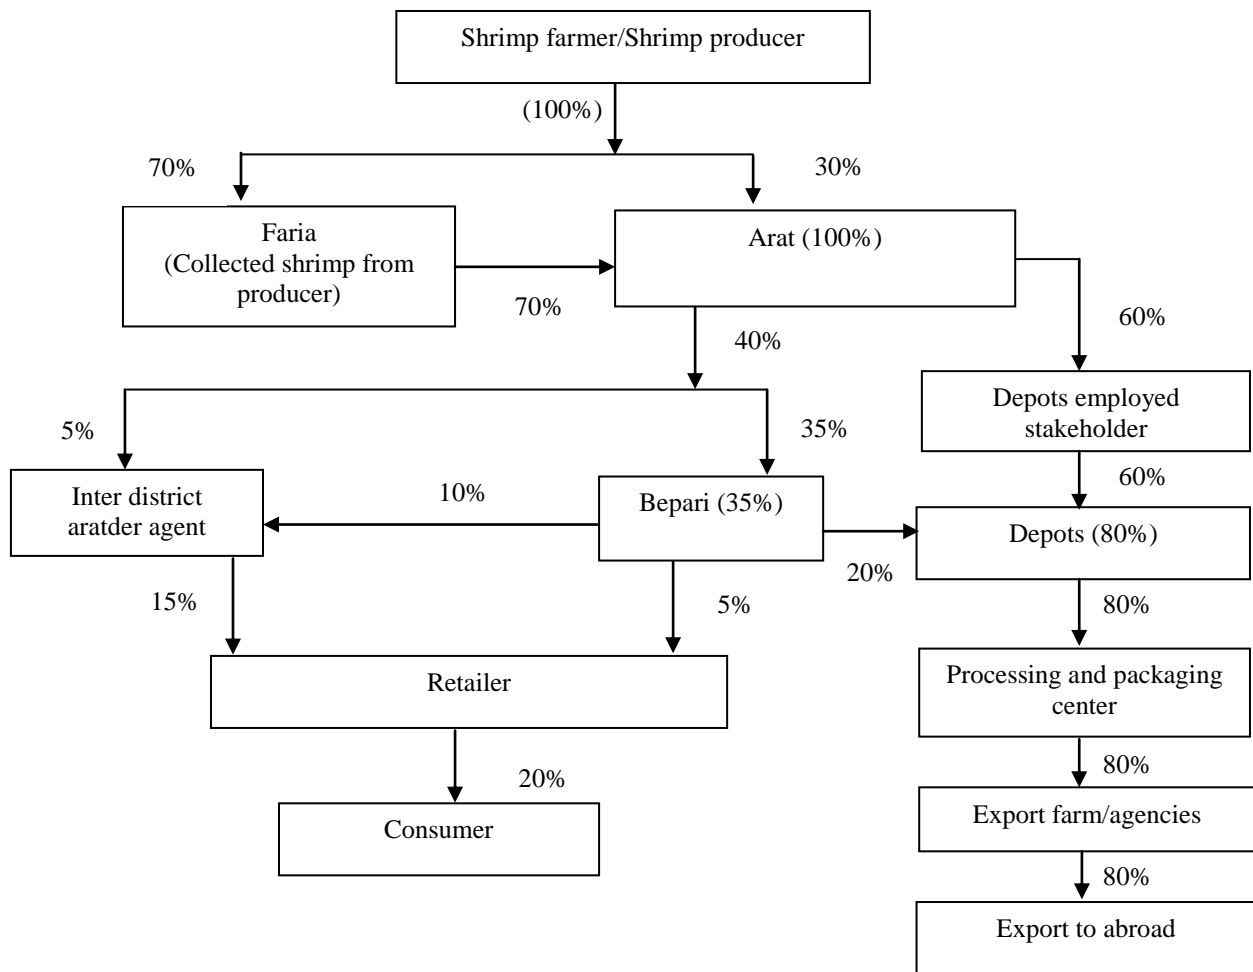 Shrimp farmer/Shrimp producer
(100%)
70%
30%
Faria
(Collected shrimp from
producer)
Arat (100%)
70%
60%
40%
Depots employed
stakeholder
5%
35%
60%
Inter district
aratder agent
10%
Bepari (35%)
Depots (80%)
20%
15%
5%
80%
Retailer
Processing and packaging
center
20%
80%
Consumer
Export farm/agencies
80%
Export to abroad